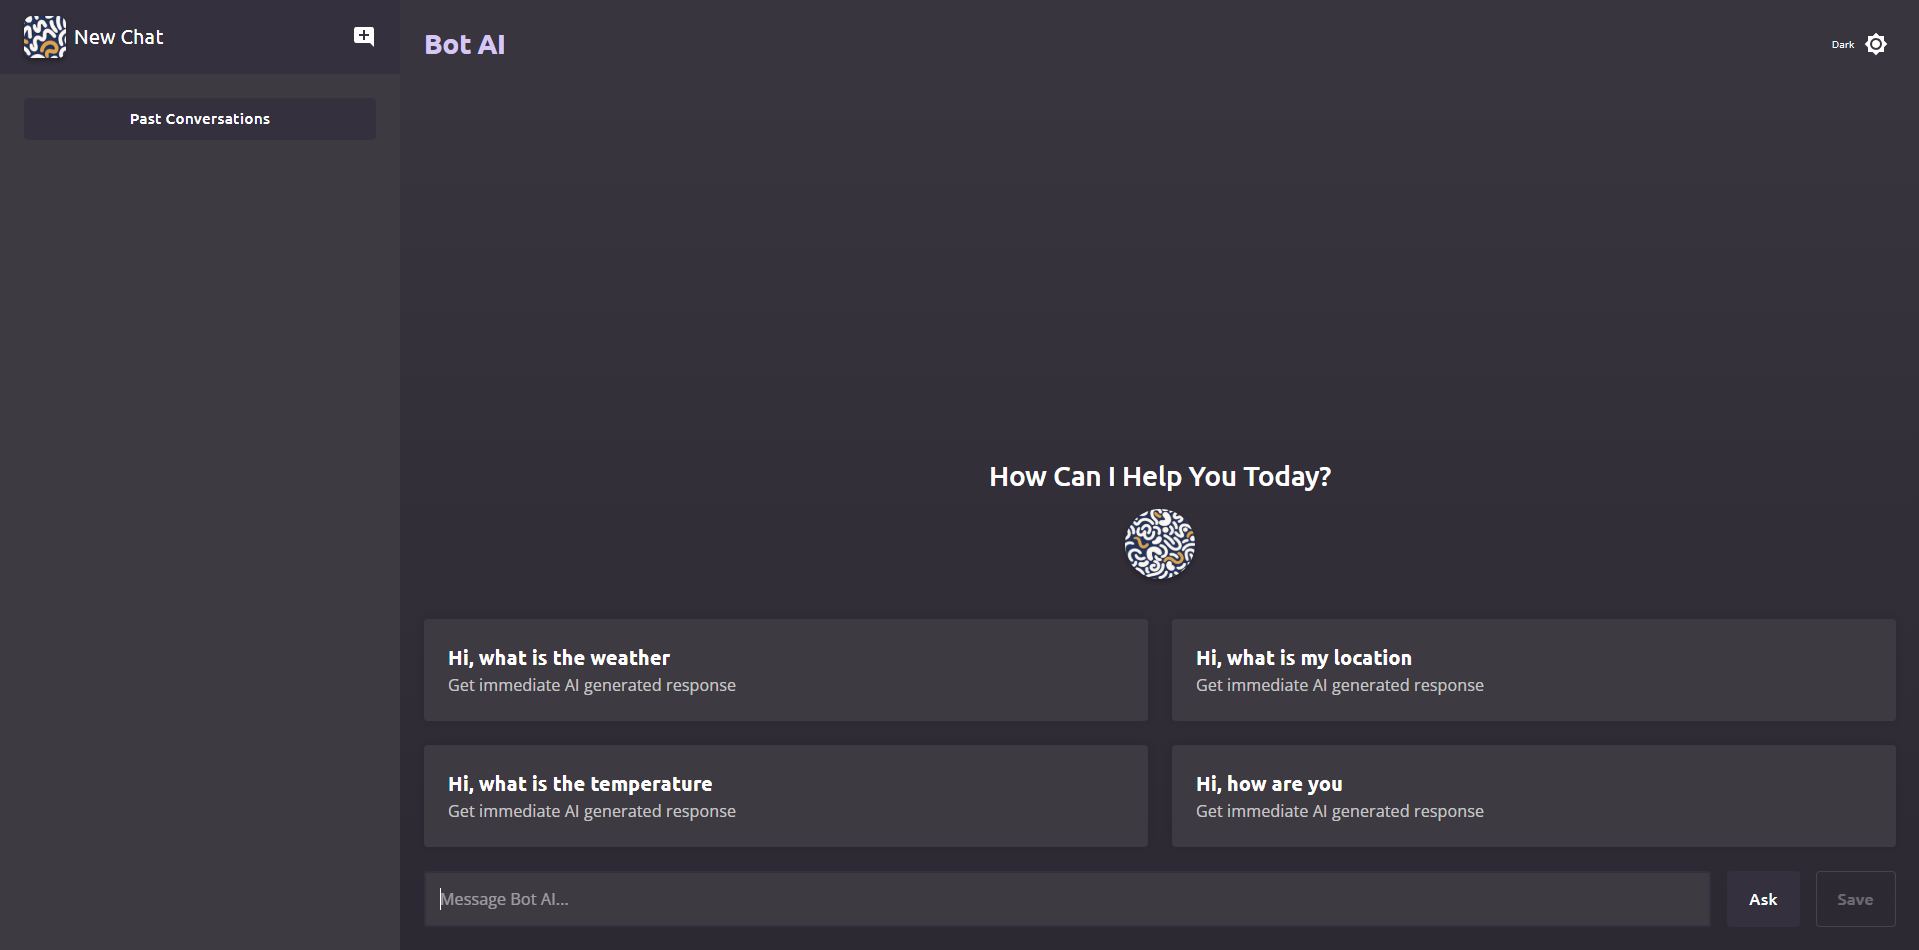 New Chat
Past Conversations
Bot AI
Dark
How Can I Help You Today?
Hi, what is the weather
Get immediate AI generated response
Hi, what is my location
Get immediate AI generated response
Hi, what is the temperature
Get immediate AI generated response
Hi, how are you
Get immediate AI generated response
Message Bot AI...
Ask
Save